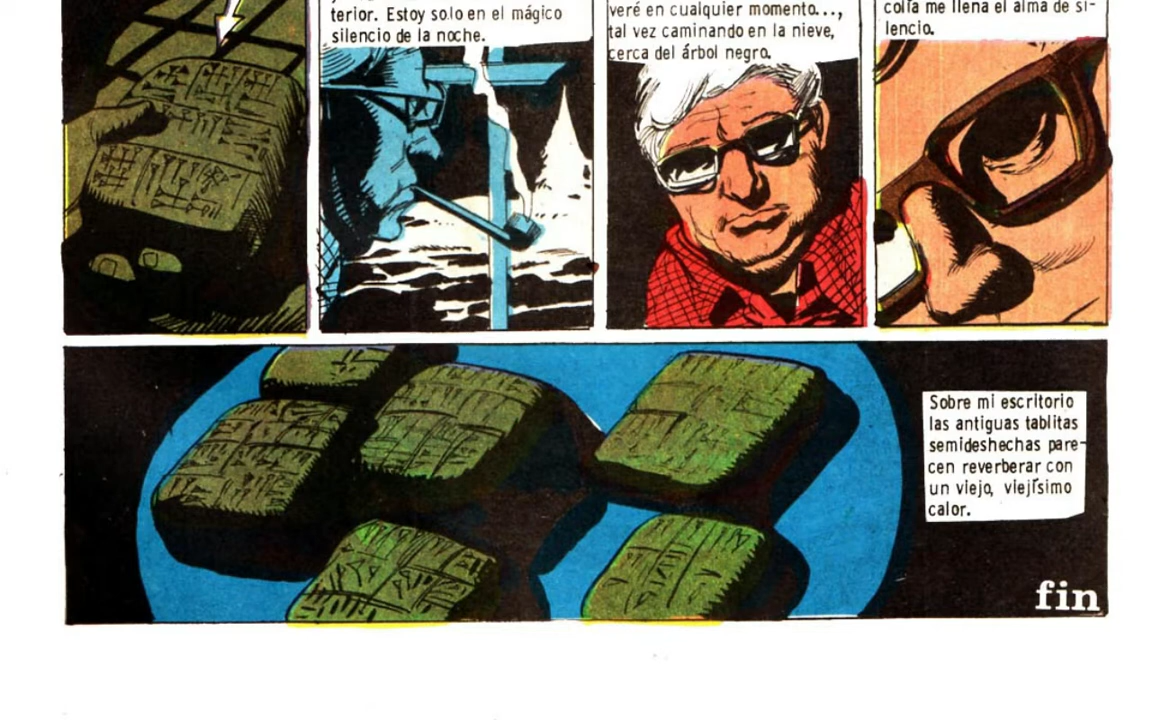 terior. Estoy solo en el mágico
silencio de la noche.
veré en cualquier momento...,
tal vez caminando en la nieve,
cerca del árbol negro.
colía me llena el alma de si-
lencio.
Sobre mi escritorio
las antiguas tablitas
semideshechas pare-
cen reverberar con
un viejo, viejísimo
calor.
fin